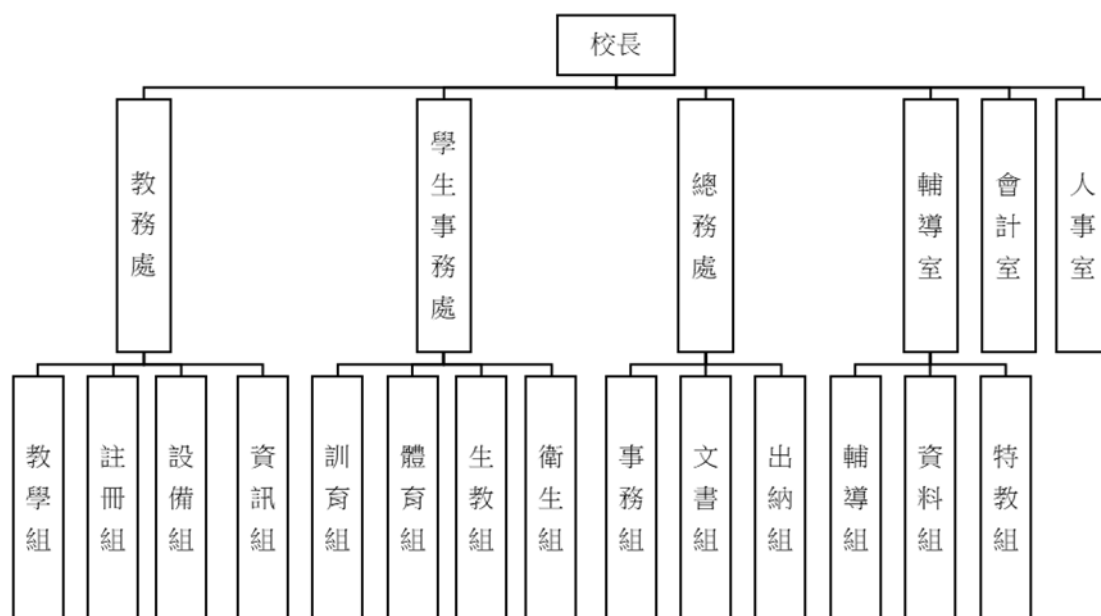 校長
教務處
學生事務處
總務處
輔導室
會計室
人事室
教學組
註冊組
設備組
資訊組
訓育組
體育組
生教組
衛生組
事務組
文書組
出納組
輔導組
資料組
特教組